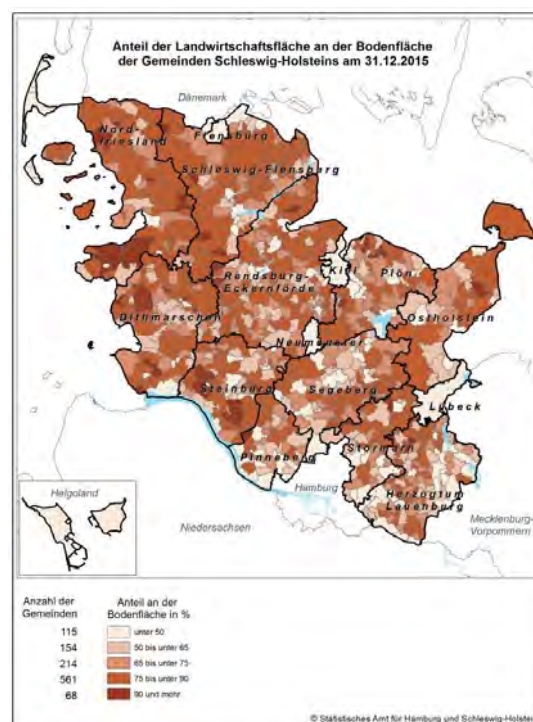 Anteil der Landwirtschaftsfläche an der Bodenfläche
der Gemeinden Schleswig-Holsteins am 31.12.2015
Dänemark
Nord-
friesland
Flensburg
Schleswig-Flensburg
Kiel
Plön
Rendsburg-
Eckernförde
Ostholstein
Dithmarschen
Neumünster
Steinburg
Segeberg
Lübeck
Pinneberg
Stormarn
Helgoland
Hamburg
Herzogtum
Lauenburg
Niedersachsen
Mecklenburg-
Vorpommern
Anzahl der
Gemeinden
Anteil an der
Bodenfläche in %
115 unter 50
154 50 bis unter 65
214 65 bis unter 75
561 75 bis unter 90
68 90 und mehr
© Statistisches Amt für Hamburg und Schleswig-Holstein